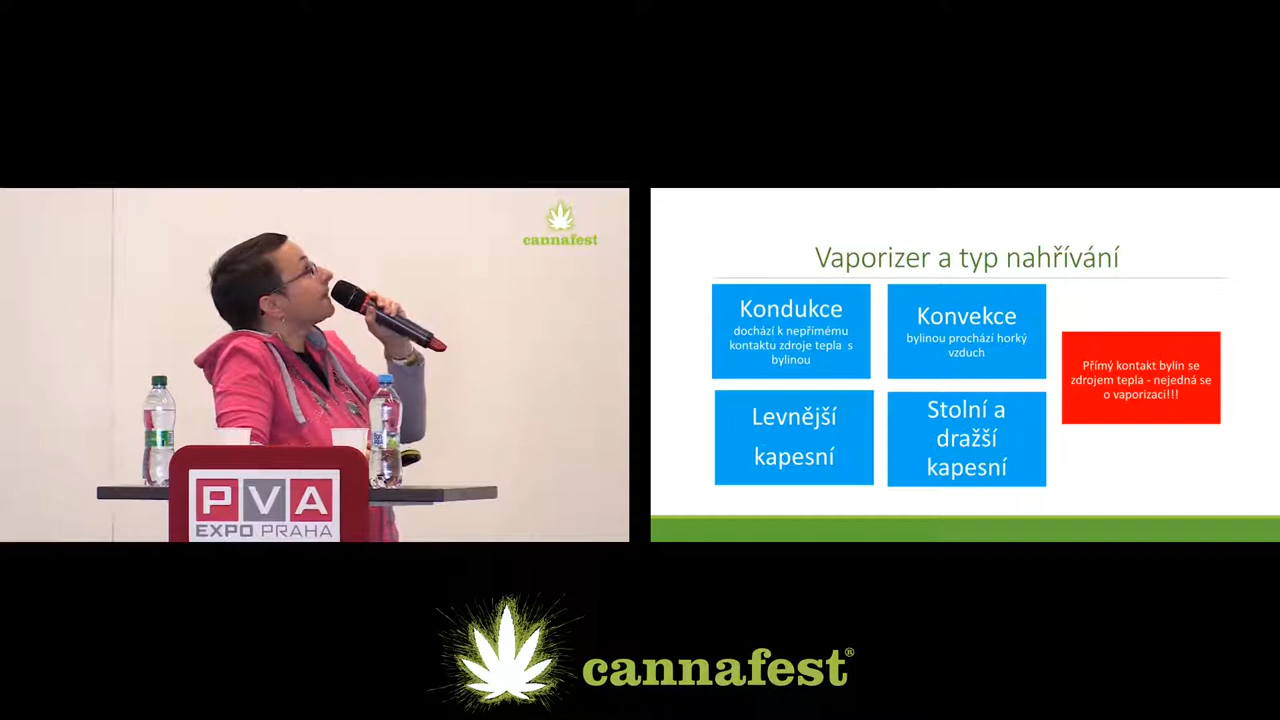 cannafest
PVA
EXPO PRAHA
Vaporizer a typ nahřívání
Kondukce
dochází k nepřímému
kontaktu zdroje tepla s
bylinou
Konvekce
bylinou prochází horký
vzduch
Přímý kontakt bylin se
zdrojem tepla - nejedná se
o vaporizaci!!!
Levnější
kapesní
Stolní a
dražší
kapesní
cannafest®